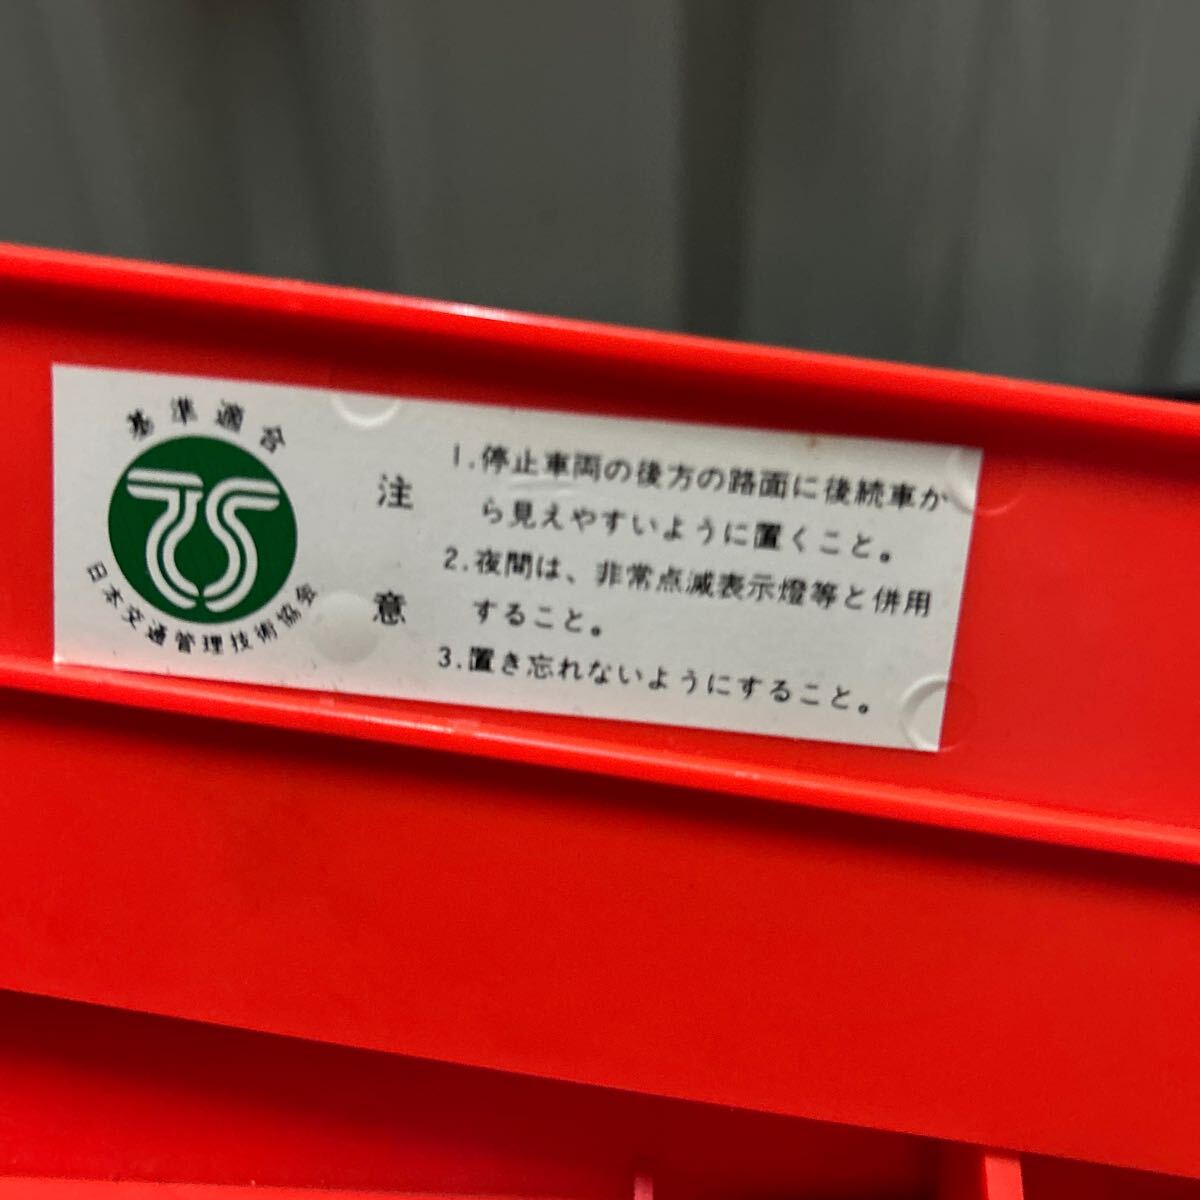 基準適合
TS
日本交通管理技術協会
注意
1.停止車両の後方の路面に後続車か
ら見えやすいように置くこと。
2.夜間は、非常点滅表示燈等と併用
すること。
3.置き忘れないようにすること。